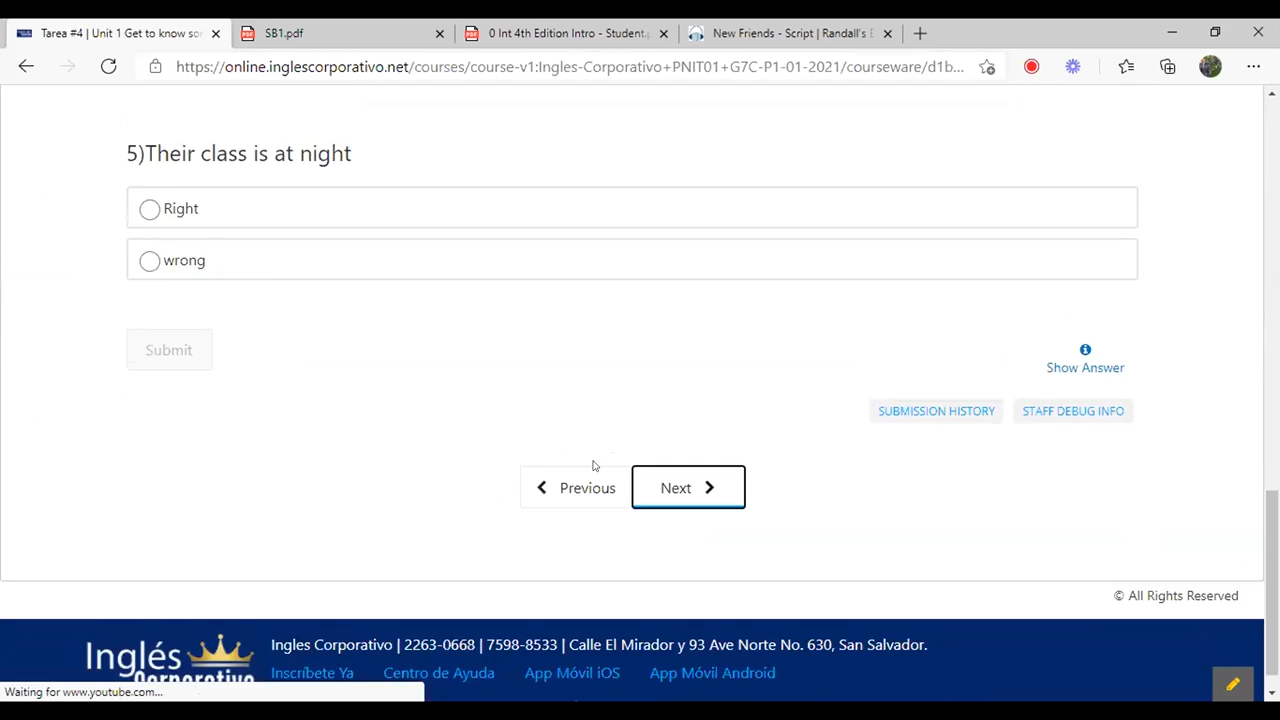 Tarea #4 | Unit 1 Get to know so
SB1.pdf
0 Int 4th Edition Intro - Student.
New Friends - Script | Randall's E
https://online.inglescorporativo.net/courses/course-v1:Ingles-Corporativo+PNIT01+G7C-P1-01-2021/courseware/d1b...
5)Their class is at night
Right
wrong
Submit
Show Answer
SUBMISSION HISTORY
STAFF DEBUG INFO
Previous
Next
© All Rights Reserved
Inglés
Corporativo
Ingles Corporativo | 2263-0668 | 7598-8533 | Calle El Mirador y 93 Ave Norte No. 630, San Salvador.
Inscríbete Ya
Centro de Ayuda
App Móvil iOS
App Móvil Android
Waiting for www.youtube.com...